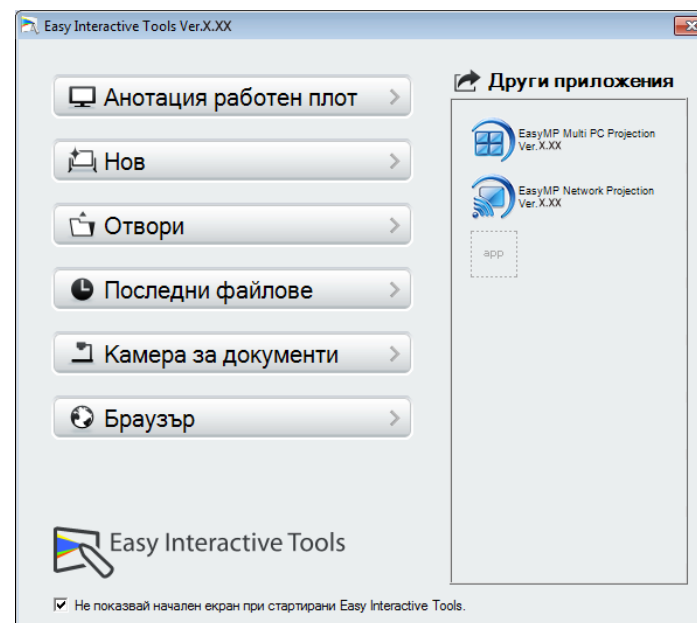 Easy Interactive Tools Ver.X.XX
Анотация работен плот
Нов
Отвори
Последни файлове
Камера за документи
Браузър
Други приложения
EasyMP Multi PC Projection
Ver.X.XX
EasyMP Network Projection
Ver.X.XX
app
Easy Interactive Tools
Не показвай начален екран при стартирани Easy Interactive Tools.